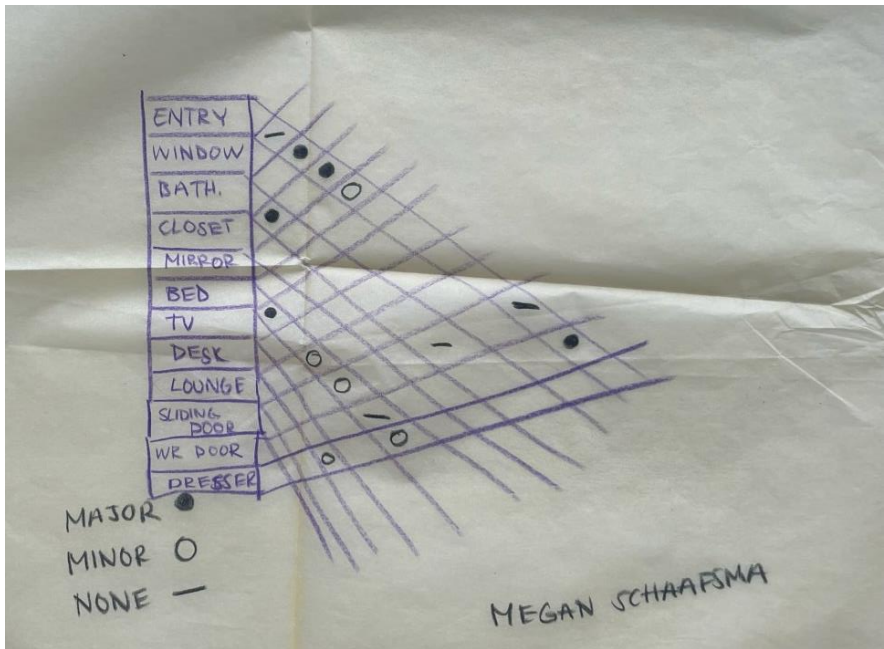 ENTRY
WINDOW
BATH.
CLOSET
MIRROR
BED
TV
DESK
LOUNGE
SLIDING
DOOR
WR DOOR
DRESSER
MAJOR ●
MINOR ○
NONE —
MEGAN SCHAAFSMA